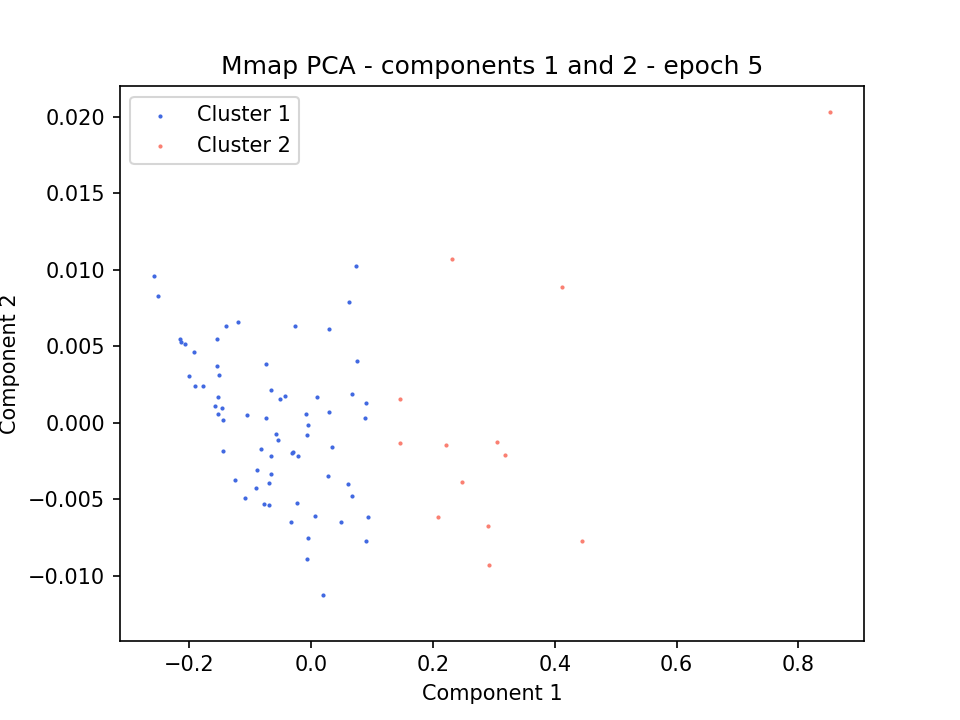 Mmap PCA - components 1 and 2 - epoch 5
Cluster 1
Cluster 2
0.020
0.015
0.010
0.005
0.000
−0.005
−0.010
Component 2
−0.2
0.0
0.2
0.4
0.6
0.8
Component 1